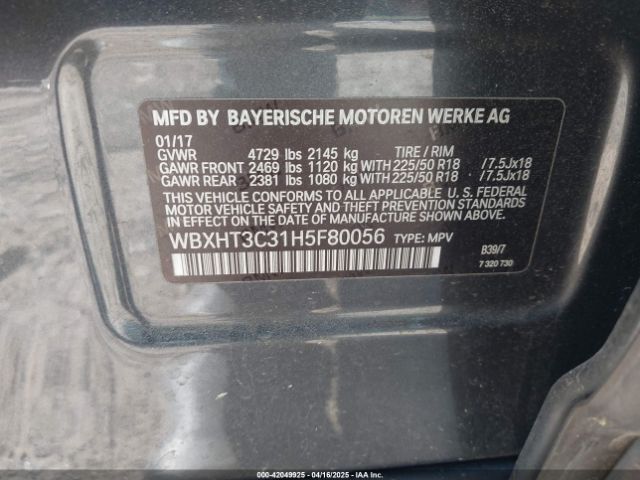 MFD BY BAYERISCHE MOTOREN WERKE AG
01/17
GVWR 4729 lbs 2145 kg TIRE / RIM
GAWR FRONT 2469 lbs 1120 kg WITH 225/50 R18 /7.5Jx18
GAWR REAR 2381 lbs 1080 kg WITH 225/50 R18 /7.5Jx18
THIS VEHICLE CONFORMS TO ALL APPLICABLE U. S. FEDERAL
MOTOR VEHICLE SAFETY AND THEFT PREVENTION STANDARDS
IN EFFECT ON THE DATE OF MANUFACTURE SHOWN ABOVE.
WBXHT3C31H5F80056 TYPE: MPV
B39/7
7 320 730
000-42049925 - 04/16/2025 - IAA Inc.